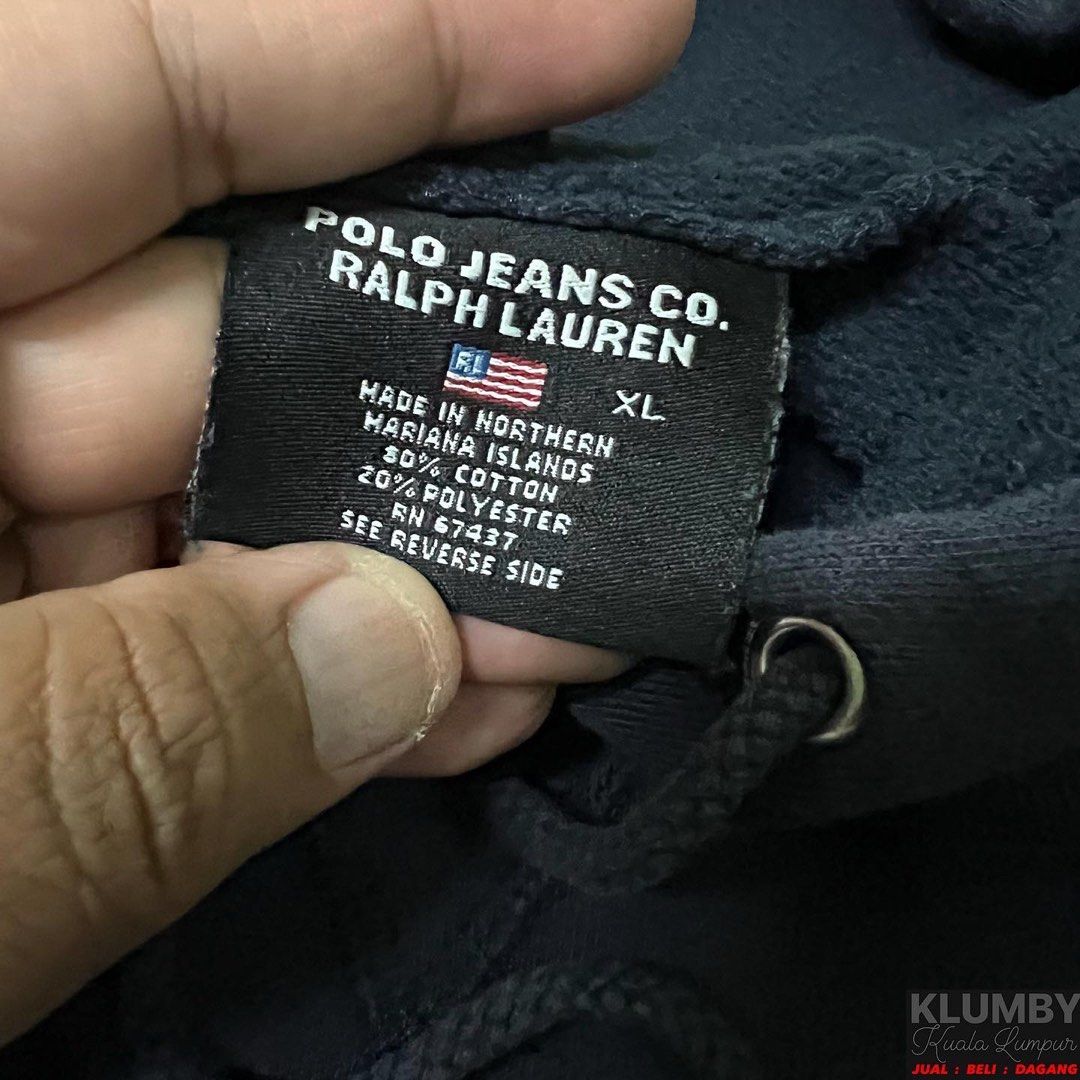 POLO JEANS CO.
RALPH LAUREN
RL
XL
MADE IN NORTHERN
MARIANA ISLANDS
80% COTTON
20% POLYESTER
RN 67437
SEE REVERSE SIDE
KLUMBY
Kuala Lumpur
JUAL : BELI : DAGANG